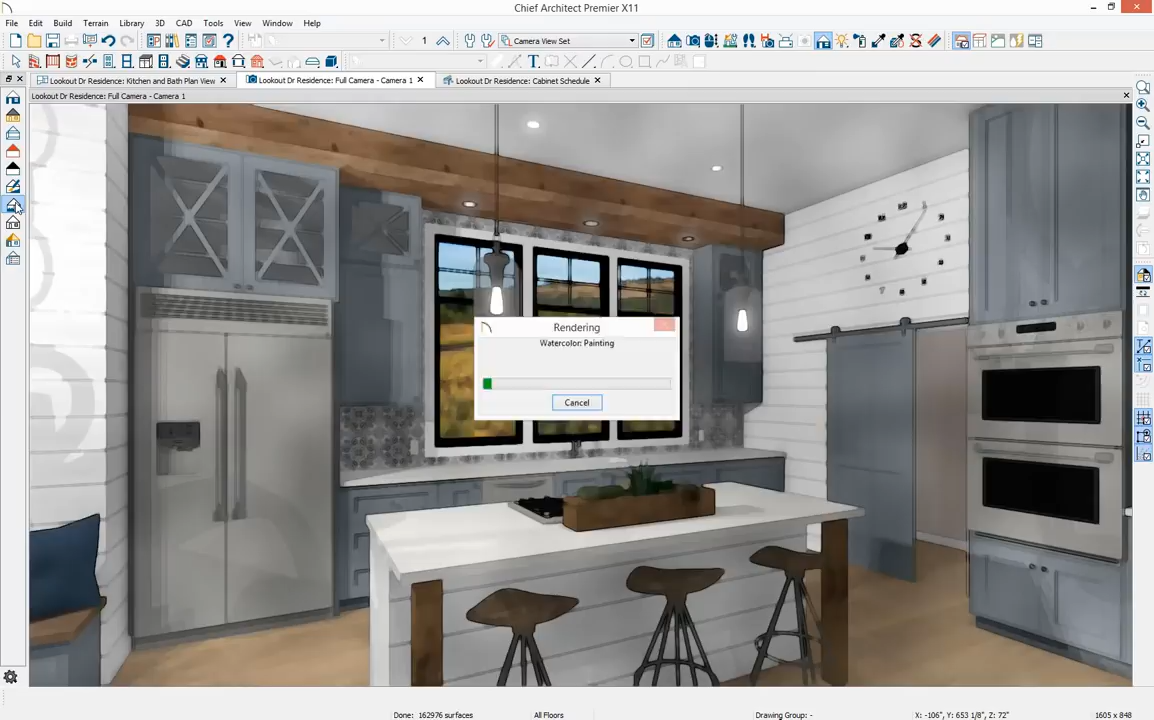 Chief Architect Premier X11
File Edit Build Terrain Library 3D CAD Tools View Window Help
1 Camera View Set
Lookout Dr Residence: Kitchen and Bath Plan View Lookout Dr Residence: Full Camera - Camera 1 Lookout Dr Residence: Cabinet Schedule
Lookout Dr Residence: Full Camera - Camera 1
Rendering
Watercolor: Painting
Cancel
Done: 162976 surfaces All Floors Drawing Group: - X: -106", Y: 653 1/8", Z: 72" 1605 x 848